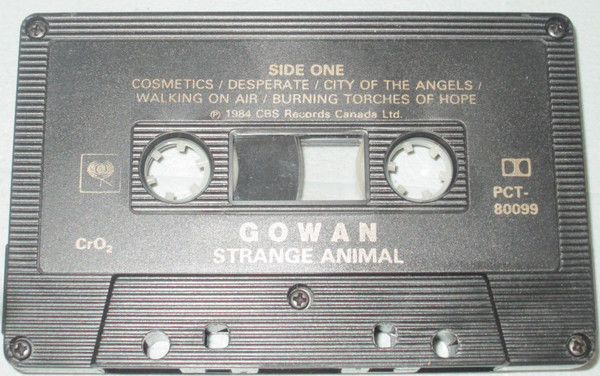 SIDE ONE
COSMETICS / DESPERATE / CITY OF THE ANGELS /
WALKING ON AIR / BURNING TORCHES OF HOPE
℗ 1984 CBS Records Canada Ltd.
PCT-
80099
CrO₂
GOWAN
STRANGE ANIMAL